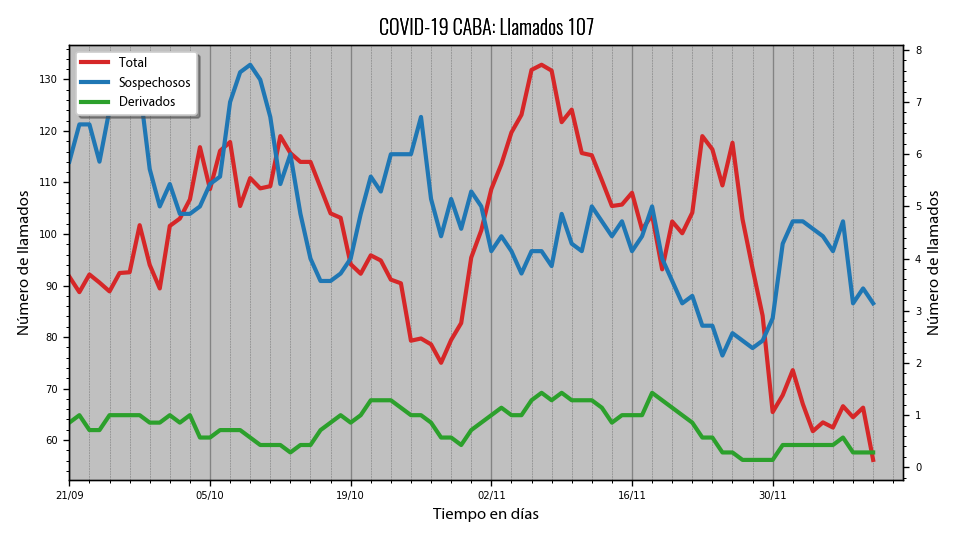 COVID-19 CABA: Llamados 107
Total
Sospechosos
Derivados
Número de llamados
130
120
110
100
90
80
70
60
8
7
6
5
4
3
2
1
0
Número de llamados
21/09 05/10 19/10 02/11 16/11 30/11
Tiempo en días